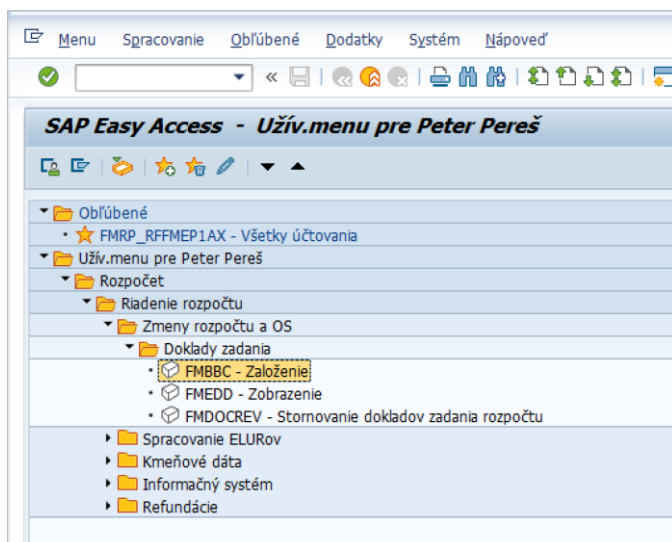 Menu Spracovanie Obľúbené Dodatky Systém Nápoveď
SAP Easy Access - Užív.menu pre Peter Pereš
Obľúbené
FMRP_RFFMEP1AX - Všetky účtovania
Užív.menu pre Peter Pereš
Rozpočet
Riadenie rozpočtu
Zmeny rozpočtu a OS
Doklady zadania
FMBBC - Založenie
FMEDD - Zobrazenie
FMDOCREV - Stornovanie dokladov zadania rozpočtu
Spracovanie ELURov
Kmeňové dáta
Informačný systém
Refundácie